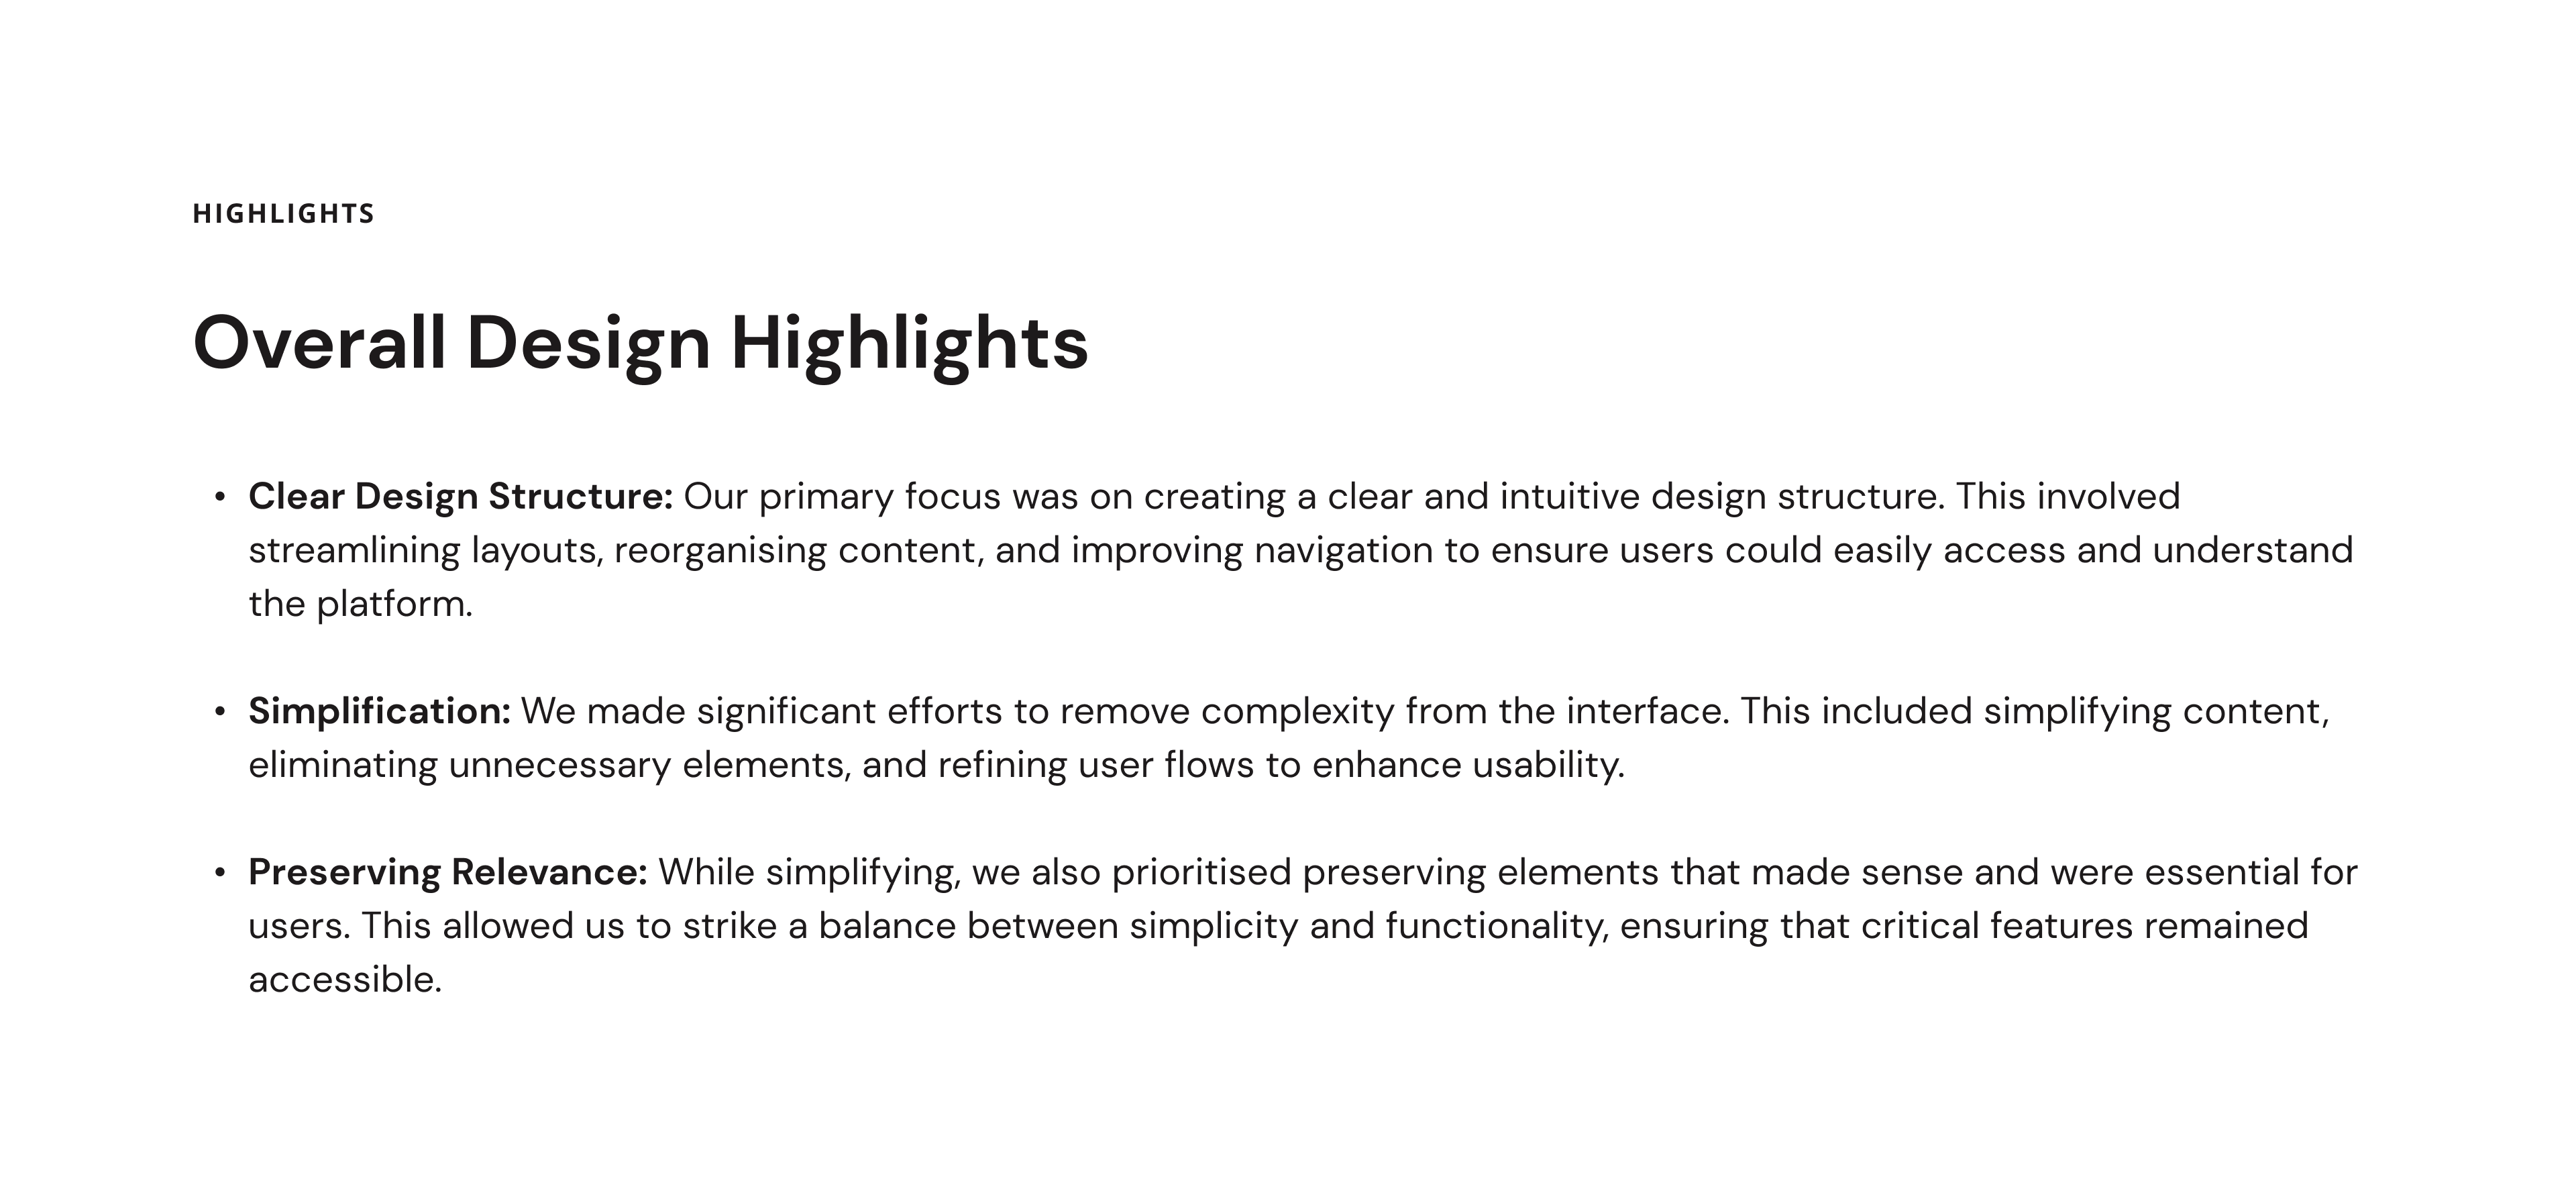 HIGHLIGHTS
Overall Design Highlights
• Clear Design Structure: Our primary focus was on creating a clear and intuitive design structure. This involved
streamlining layouts, reorganising content, and improving navigation to ensure users could easily access and understand
the platform.
• Simplification: We made significant efforts to remove complexity from the interface. This included simplifying content,
eliminating unnecessary elements, and refining user flows to enhance usability.
• Preserving Relevance: While simplifying, we also prioritised preserving elements that made sense and were essential for
users. This allowed us to strike a balance between simplicity and functionality, ensuring that critical features remained
accessible.